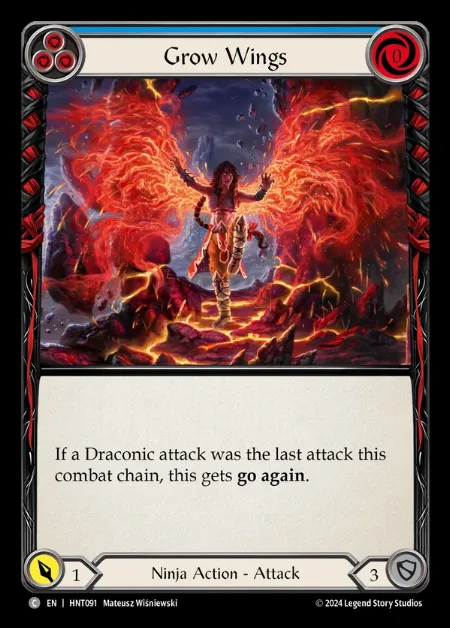 Grow Wings
0
If a Draconic attack was the last attack this
combat chain, this gets go again.
1
Ninja Action - Attack
3
C EN | HNT091 Mateusz Wiśniewski
© 2024 Legend Story Studios